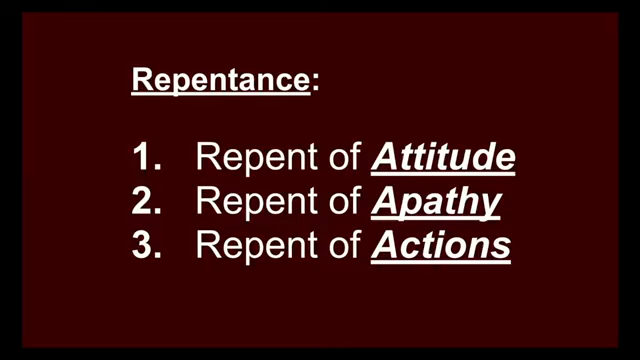 Repentance:
1. Repent of Attitude
2. Repent of Apathy
3. Repent of Actions